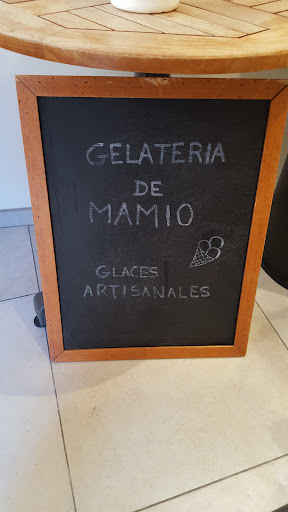 GELATERIA
DE
MAMIO
GLACES
ARTISANALES